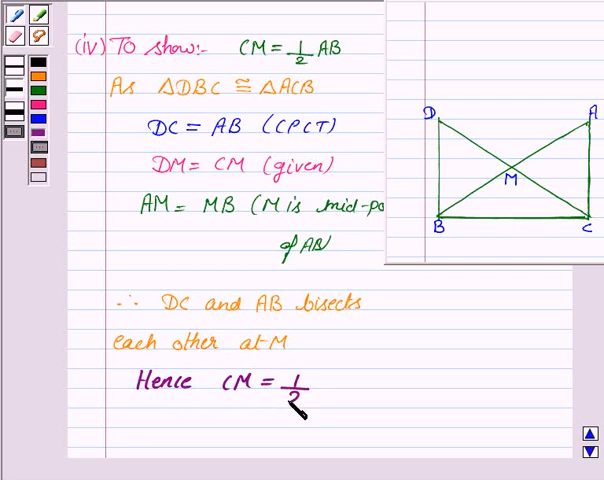 (iv) To show:- CM = 1/2 AB
As ΔDBC ≅ ΔACB
DC = AB (CPCT)
DM = CM (given)
AM = MB (M is mid-po
of AB
∴ DC and AB bisects
each other at M
Hence CM = 1/2
D
A
M
B
C